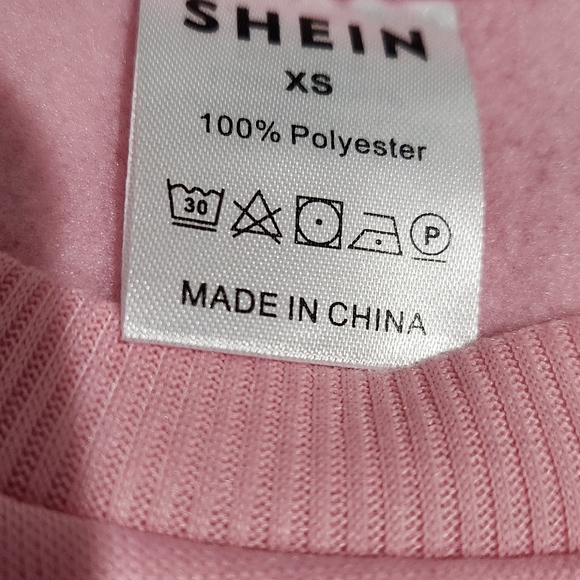 SHEIN
XS
100% Polyester
30 P
MADE IN CHINA